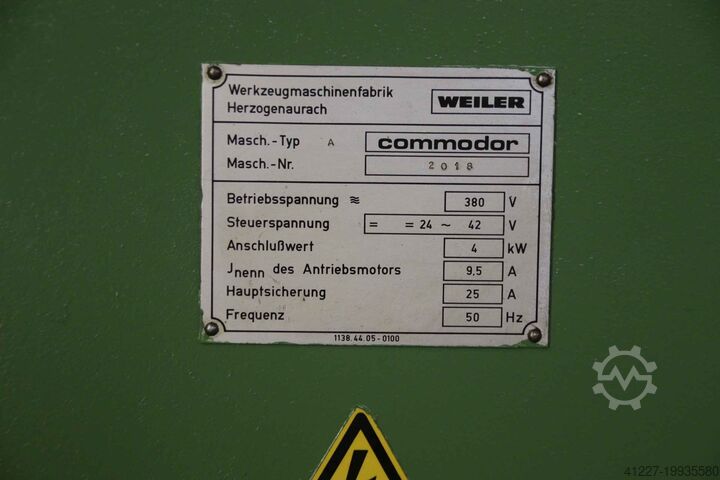 Werkzeugmaschinenfabrik
Herzogenaurach
WEILER
Masch.-Typ A commodor
Masch.-Nr. 2018
Betriebsspannung ≋ 380 V
Steuerspannung = = 24 ~ 42 V
Anschlußwert 4 kW
Jnenn des Antriebsmotors 9,5 A
Hauptsicherung 25 A
Frequenz 50 Hz
1138.44.05-0100
41227-19935580